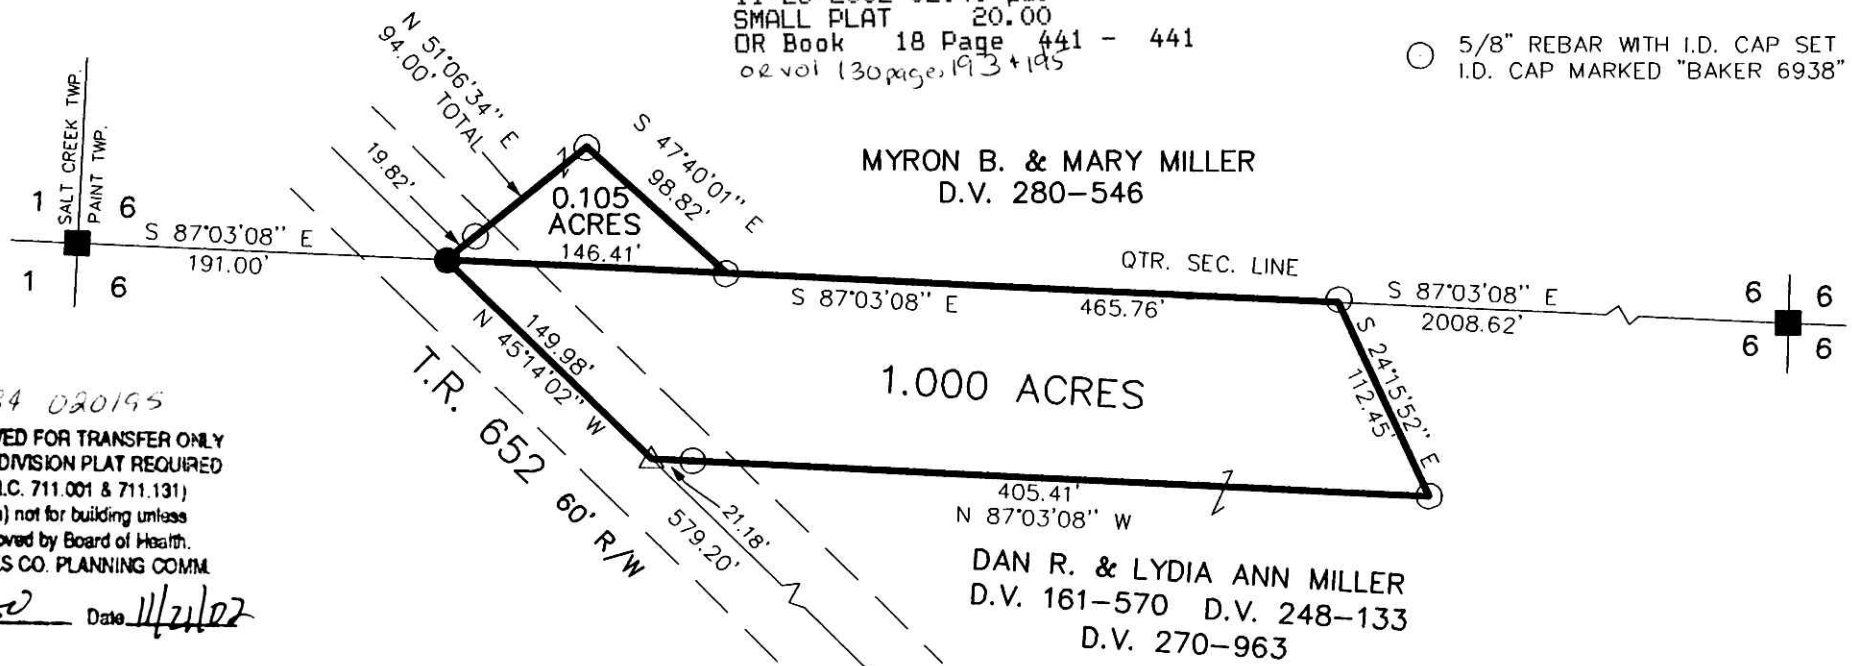 SMALL PLAT 20.00
OR Book 18 Page 441 - 441
OR vol 130 pages 193 + 195
5/8" REBAR WITH I.D. CAP SET
I.D. CAP MARKED "BAKER 6938"
N 51°06'34" E
94.00' TOTAL
19.82'
S 47°40'01" E
98.82'
SALT CREEK TWP.
PAINT TWP.
1 6
1 6
S 87°03'08" E
191.00'
0.105
ACRES
146.41'
MYRON B. & MARY MILLER
D.V. 280-546
QTR. SEC. LINE
S 87°03'08" E 465.76'
S 87°03'08" E
2008.62'
6 6
6 6
149.98'
N 45°14'02" W
1.000 ACRES
S 24°15'52" E
112.45'
T.R. 652 60' R/W
21.18'
579.20'
405.41'
N 87°03'08" W
DAN R. & LYDIA ANN MILLER
D.V. 161-570 D.V. 248-133
D.V. 270-963
020195
VED FOR TRANSFER ONLY
DIVISION PLAT REQUIRED
.C. 711.001 & 711.131)
) not for building unless
oved by Board of Health.
S CO. PLANNING COMM.
Date 11/21/02